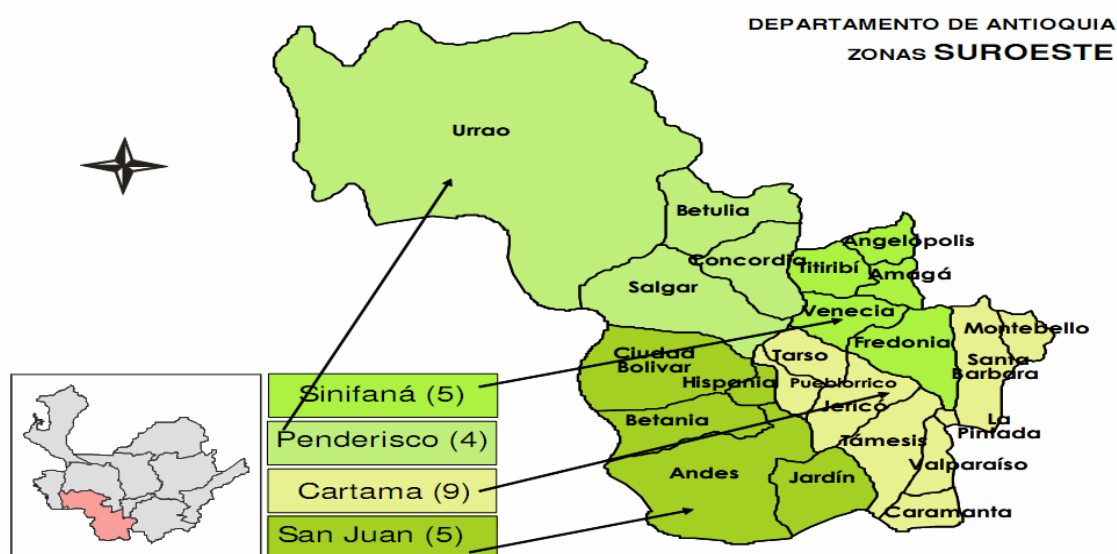 DEPARTAMENTO DE ANTIOQUIA
ZONAS SUROESTE
Urrao
Betulia
Angelópolis
Concordia
Titiribí
Amagá
Salgar
Venecia
Montebello
Fredonia
Ciudad
Bolivar
Tarso
Santa
Barbara
Hispania
Pueblorrico
Jericó
Betania
La
Pintada
Támesis
Valparaíso
Andes
Jardín
Caramanta
Sinifaná (5)
Penderisco (4)
Cartama (9)
San Juan (5)